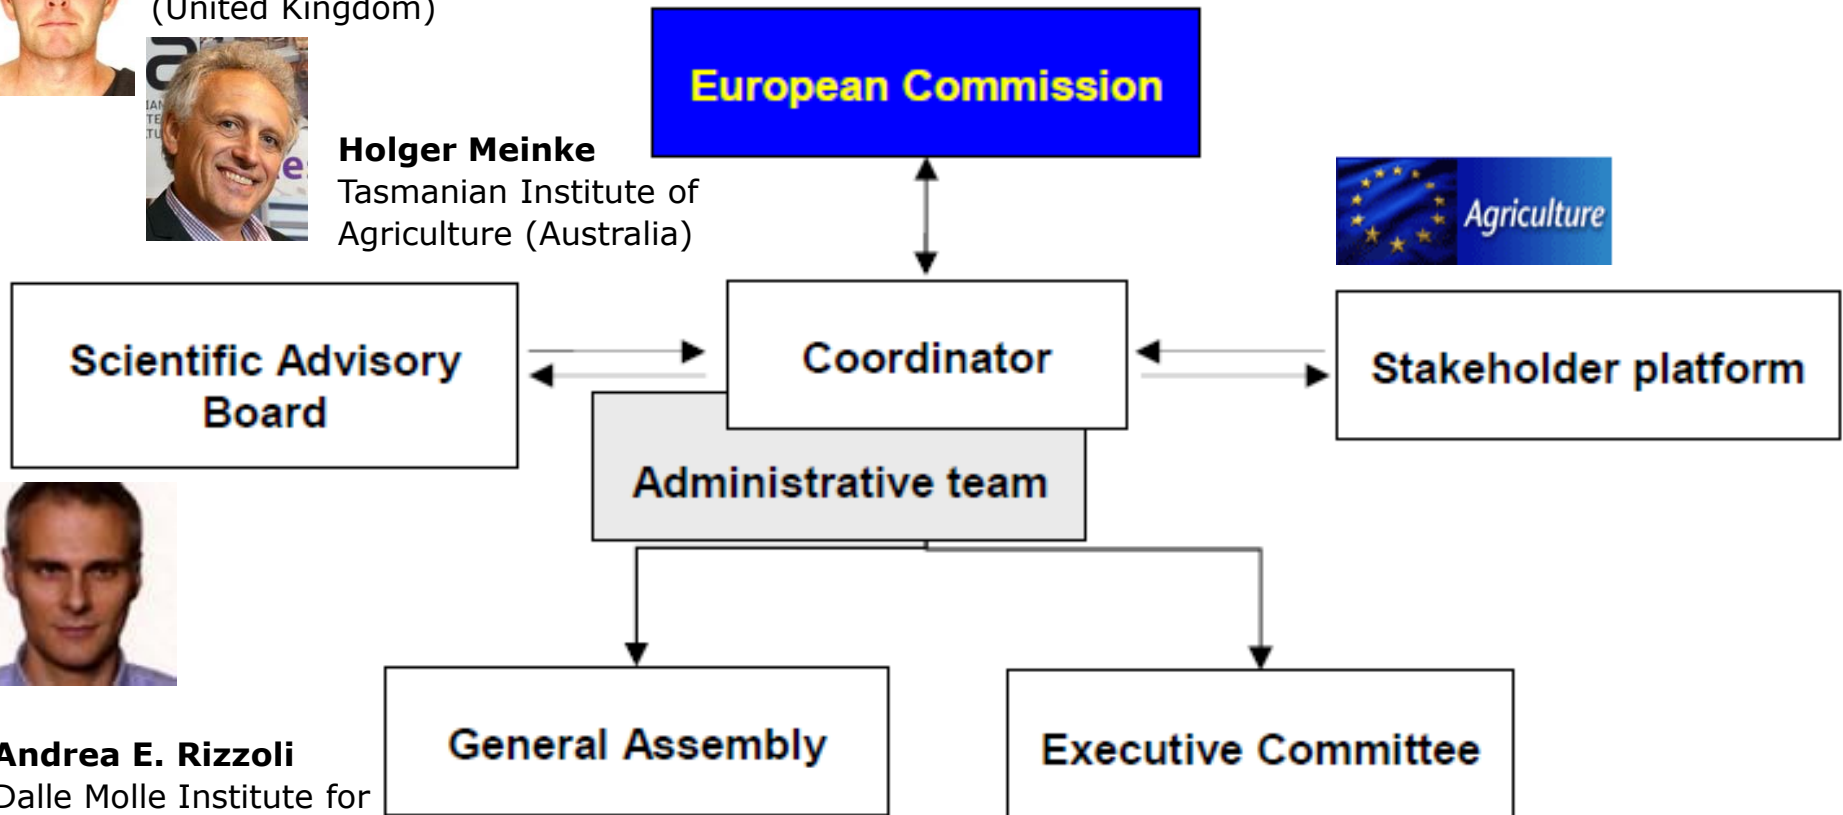 (United Kingdom)
European Commission
Holger Meinke
Tasmanian Institute of
Agriculture (Australia)
Agriculture
Scientific Advisory
Board
Coordinator
Stakeholder platform
Administrative team
General Assembly
Executive Committee
Andrea E. Rizzoli
Dalle Molle Institute for